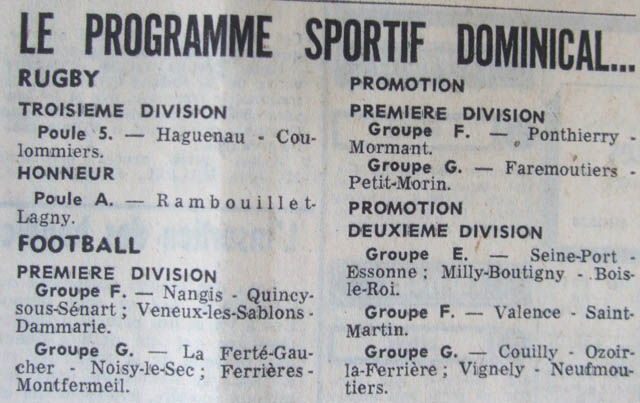 LE PROGRAMME SPORTIF DOMINICAL...
RUGBY
TROISIEME DIVISION
Poule 5. — Haguenau - Cou-
lommiers.
HONNEUR
Poule A. — Rambouillet-
Lagny.
FOOTBALL
PREMIERE DIVISION
Groupe F. — Nangis - Quincy-
sous-Sénart ; Veneux-les-Sablons -
Dammarie.
Groupe G. — La Ferté-Gau-
cher - Noisy-le-Sec ; Ferrières -
Montfermeil.
PROMOTION
PREMIERE DIVISION
Groupe F. — Ponthierry -
Mormant.
Groupe G. — Faremoutiers -
Petit-Morin.
PROMOTION
DEUXIEME DIVISION
Groupe E. — Seine-Port -
Essonne ; Milly-Boutigny - Bois-
le-Roi.
Groupe F. — Valence - Saint-
Martin.
Groupe G. — Couilly - Ozoir-
la-Ferrière ; Vignely - Neufmou-
tiers.